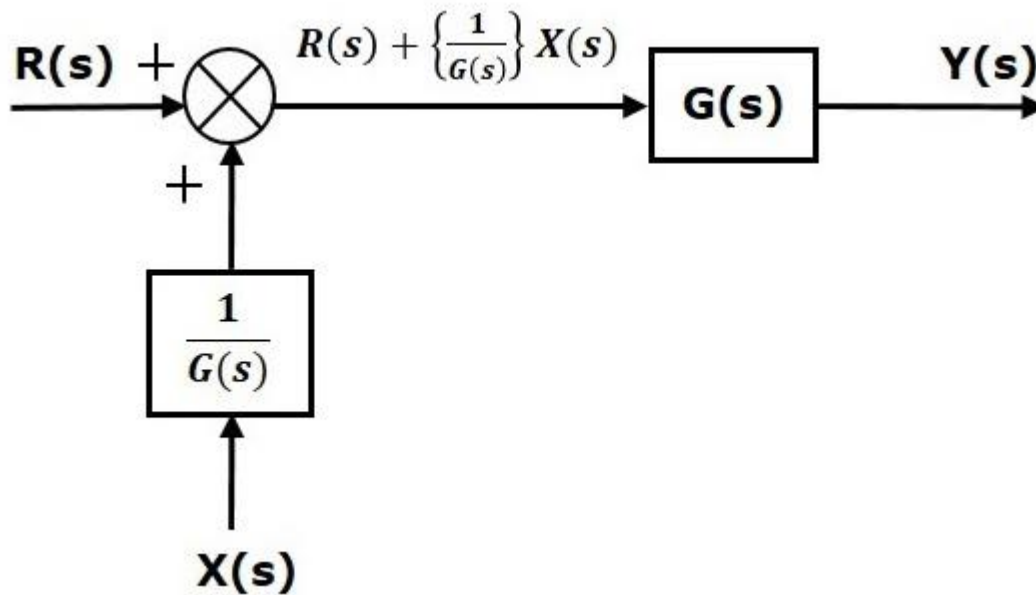 R(s)
+
R(s) + {1/G(s)} X(s)
G(s)
Y(s)
+
1
G(s)
X(s)